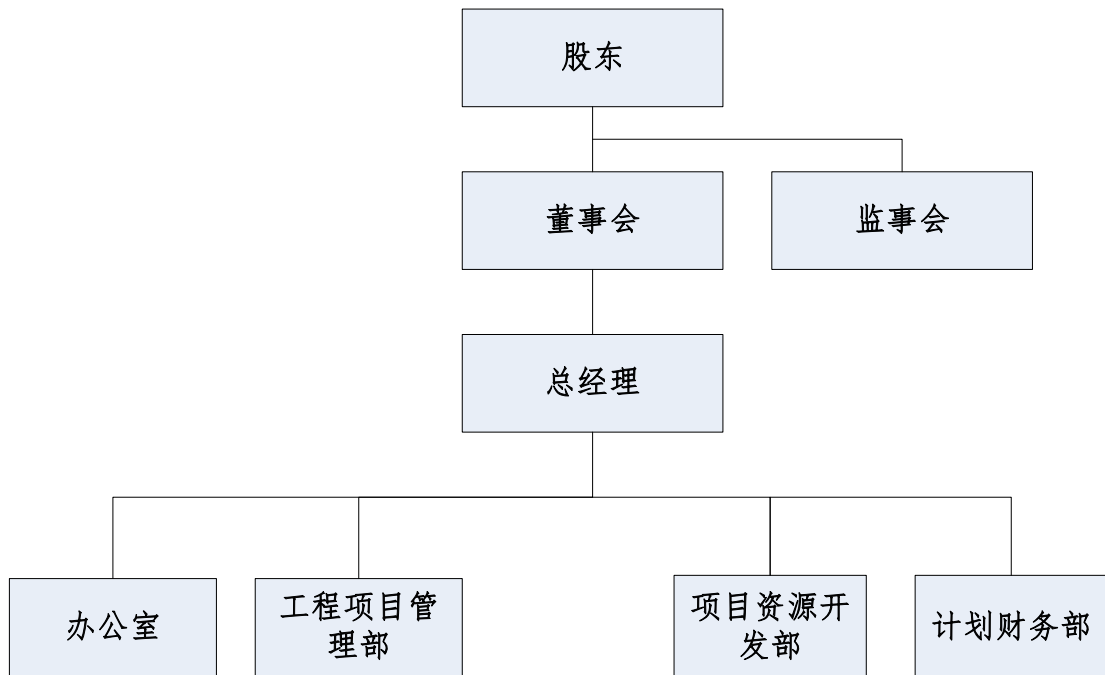 股东
董事会
监事会
总经理
办公室
工程项目管
理部
项目资源开
发部
计划财务部